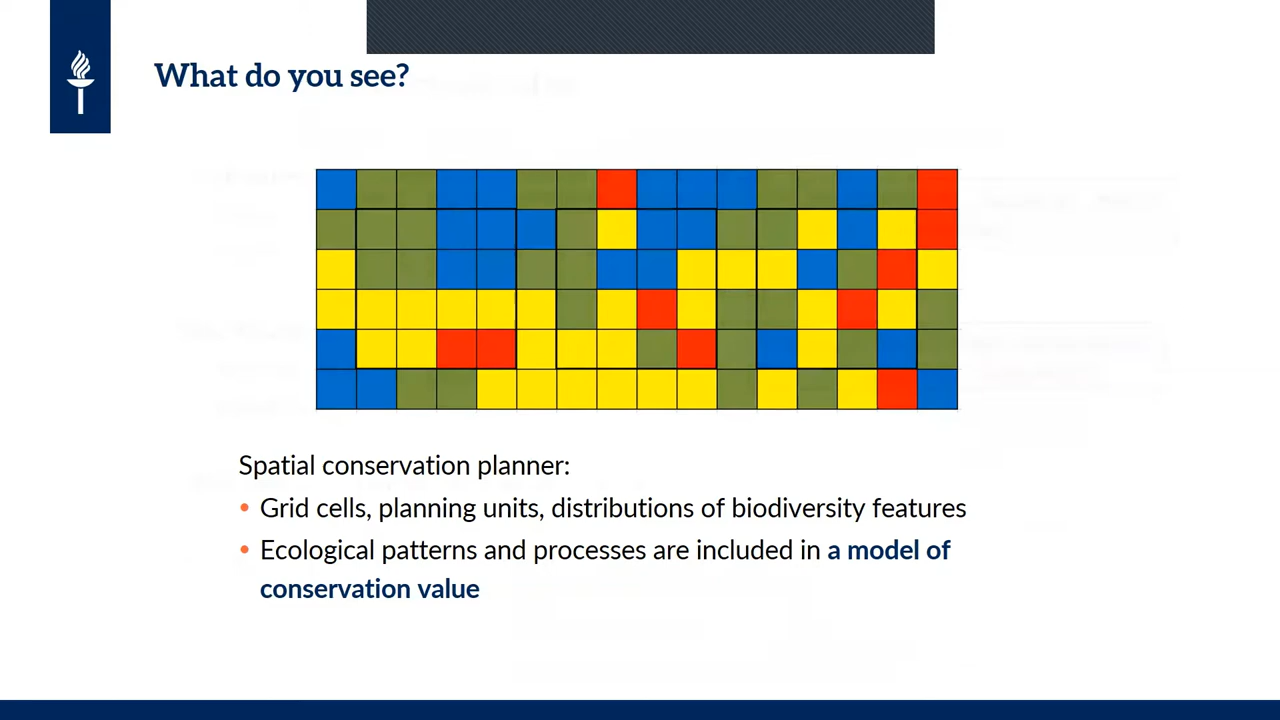 What do you see?
Spatial conservation planner:
• Grid cells, planning units, distributions of biodiversity features
• Ecological patterns and processes are included in a model of
conservation value